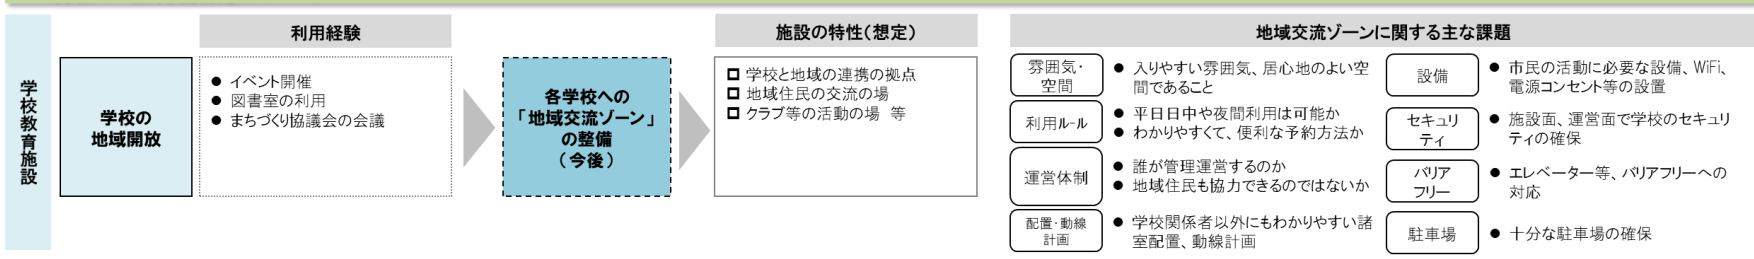 学校教育施設
利用経験
学校の
地域開放
● イベント開催
● 図書室の利用
● まちづくり協議会の会議
各学校への
「地域交流ゾーン」
の整備
（今後）
施設の特性（想定）
学校と地域の連携の拠点
地域住民の交流の場
クラブ等の活動の場 等
地域交流ゾーンに関する主な課題
雰囲気・
空間
● 入りやすい雰囲気、居心地のよい空
間であること
利用ルール
● 平日日中や夜間利用は可能か
● わかりやすくて、便利な予約方法か
運営体制
● 誰が管理運営するのか
● 地域住民も協力できるのではないか
配置・動線
計画
● 学校関係者以外にもわかりやすい諸
室配置、動線計画
設備
● 市民の活動に必要な設備、WiFi、
電源コンセント等の設置
セキュリ
ティ
● 施設面、運営面で学校のセキュリ
ティの確保
バリア
フリー
● エレベーター等、バリアフリーへの
対応
駐車場
● 十分な駐車場の確保